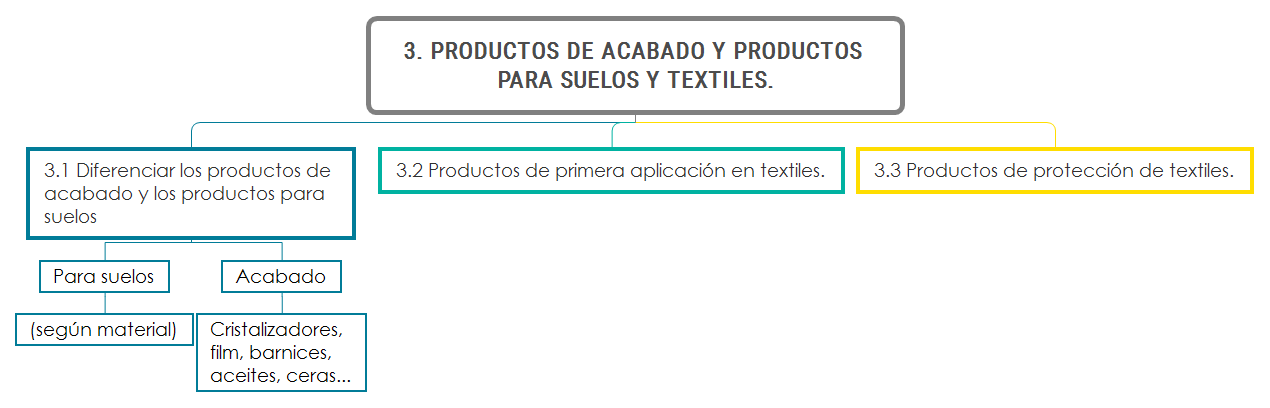 3. PRODUCTOS DE ACABADO Y PRODUCTOS
PARA SUELOS Y TEXTILES.
3.1 Diferenciar los productos de
acabado y los productos para
suelos
3.2 Productos de primera aplicación en textiles.
3.3 Productos de protección de textiles.
Para suelos
Acabado
(según material)
Cristalizadores,
film, barnices,
aceites, ceras...